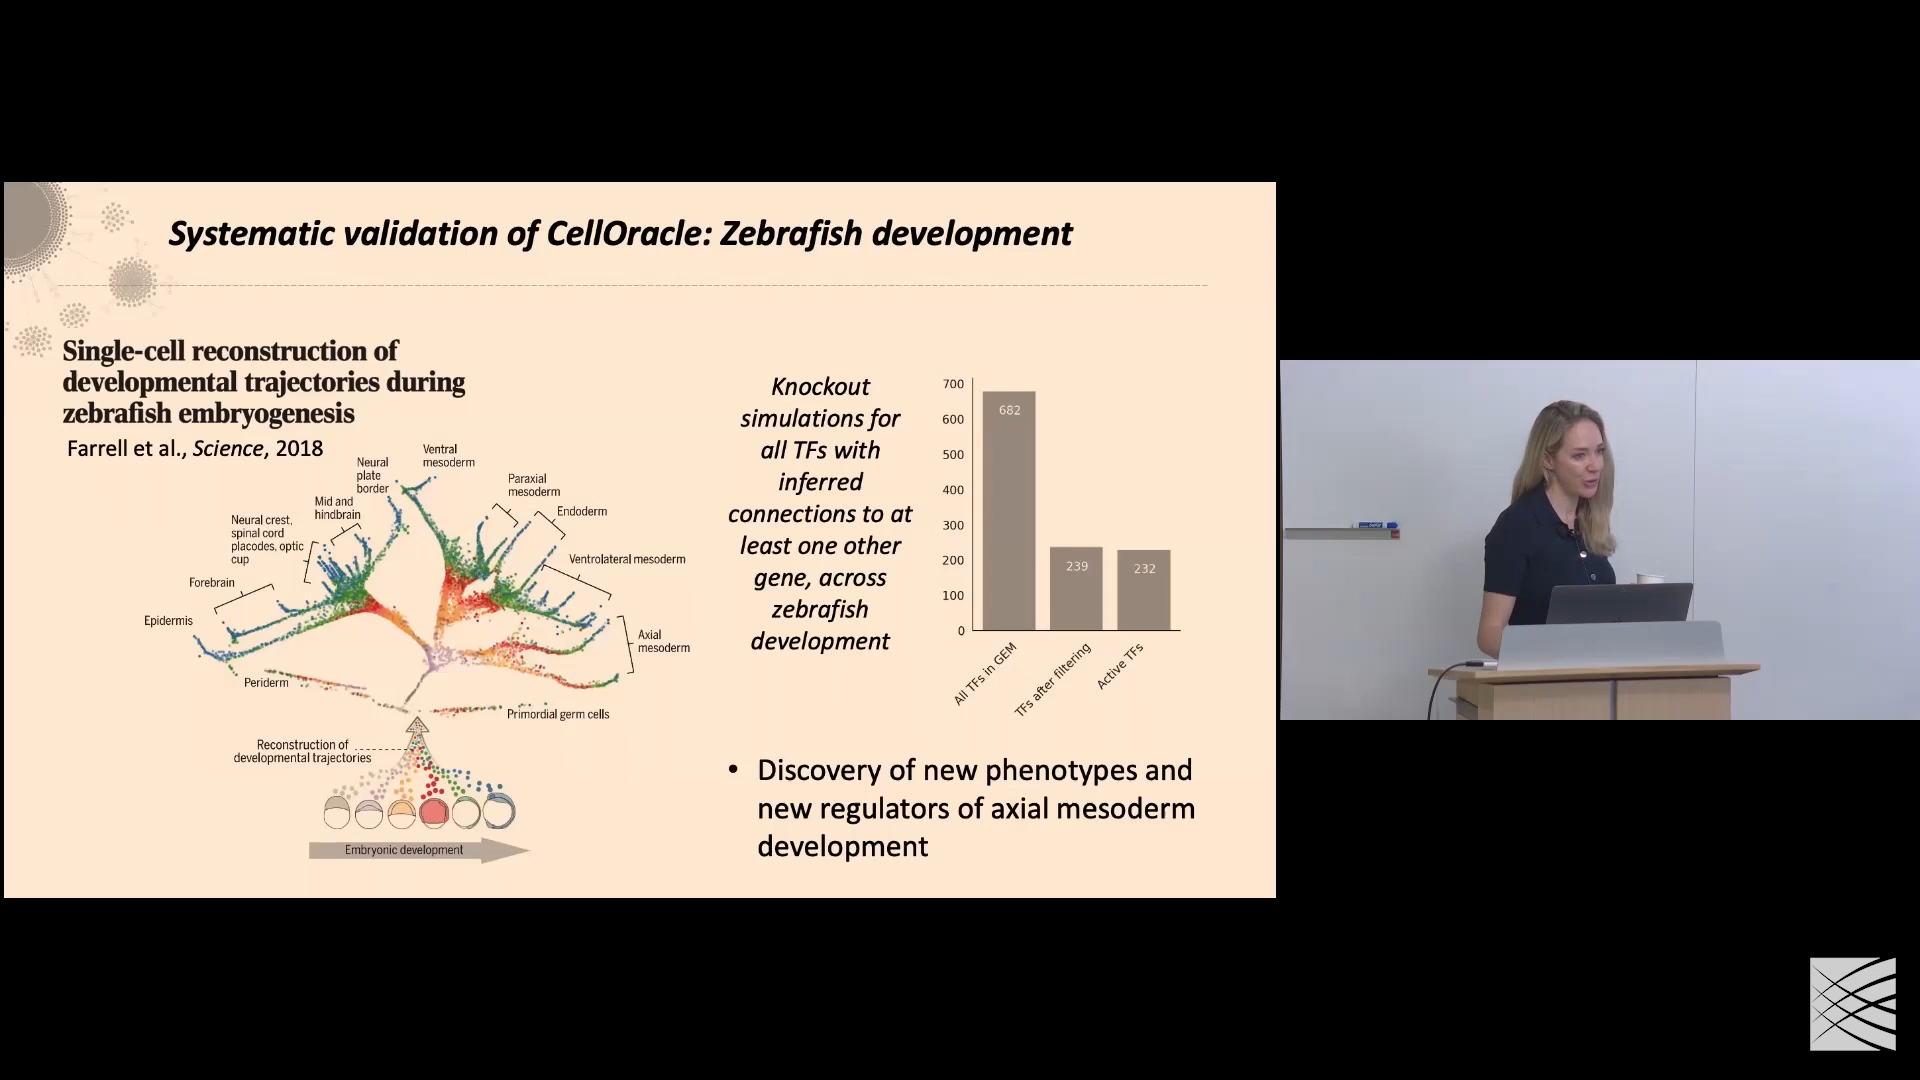 Systematic validation of CellOracle: Zebrafish development
Single-cell reconstruction of
developmental trajectories during
zebrafish embryogenesis
Farrell et al., Science, 2018
Ventral
mesoderm
Neural
plate
border
Paraxial
mesoderm
Mid and
hindbrain
Endoderm
Neural crest,
spinal cord
placodes, optic
cup
Ventrolateral mesoderm
Forebrain
Epidermis
Axial
mesoderm
Periderm
Primordial germ cells
Reconstruction of
developmental trajectories
Embryonic development
Knockout
simulations for
all TFs with
inferred
connections to at
least one other
gene, across
zebrafish
development
700
600
500
400
300
200
100
0
682
239
232
All TFs in GEM
TFs after filtering
Active TFs
• Discovery of new phenotypes and
new regulators of axial mesoderm
development